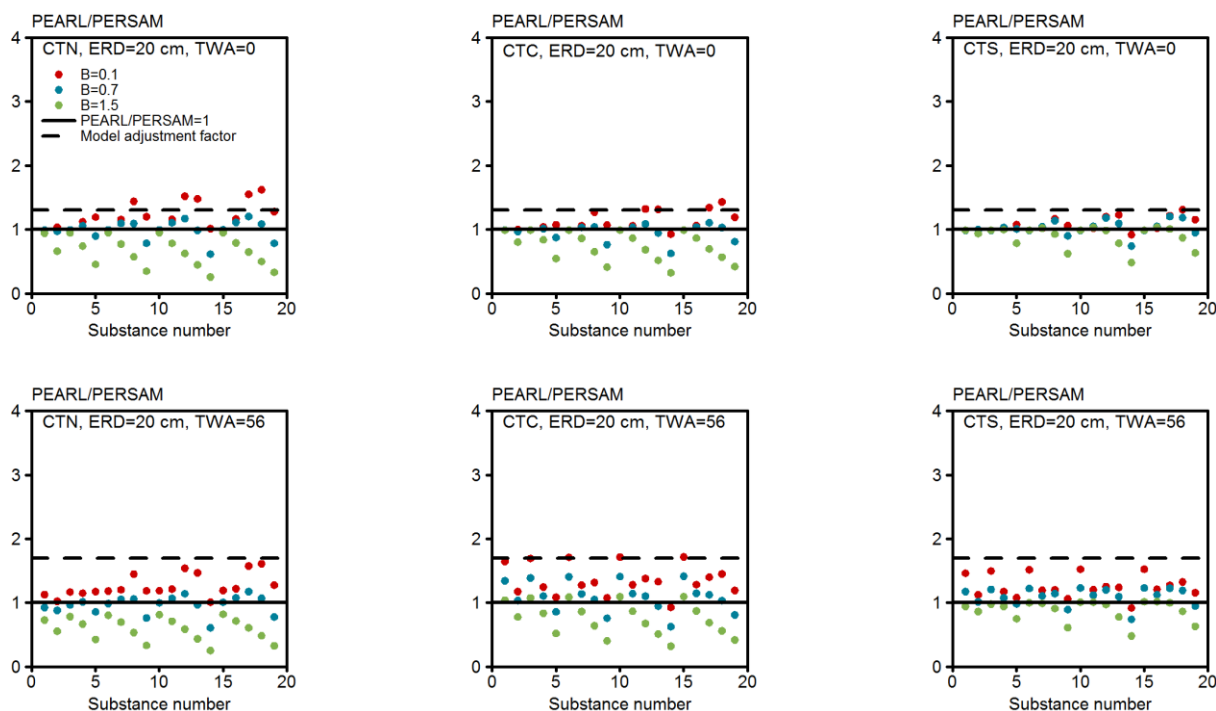 PEARL/PERSAM
4
CTN, ERD=20 cm, TWA=0
B=0.1
B=0.7
B=1.5
PEARL/PERSAM=1
Model adjustment factor
3
2
1
0
0 5 10 15 20
Substance number
PEARL/PERSAM
4
CTC, ERD=20 cm, TWA=0
3
2
1
0
0 5 10 15 20
Substance number
PEARL/PERSAM
4
CTS, ERD=20 cm, TWA=0
3
2
1
0
0 5 10 15 20
Substance number
PEARL/PERSAM
4
CTN, ERD=20 cm, TWA=56
3
2
1
0
0 5 10 15 20
Substance number
PEARL/PERSAM
4
CTC, ERD=20 cm, TWA=56
3
2
1
0
0 5 10 15 20
Substance number
PEARL/PERSAM
4
CTS, ERD=20 cm, TWA=56
3
2
1
0
0 5 10 15 20
Substance number